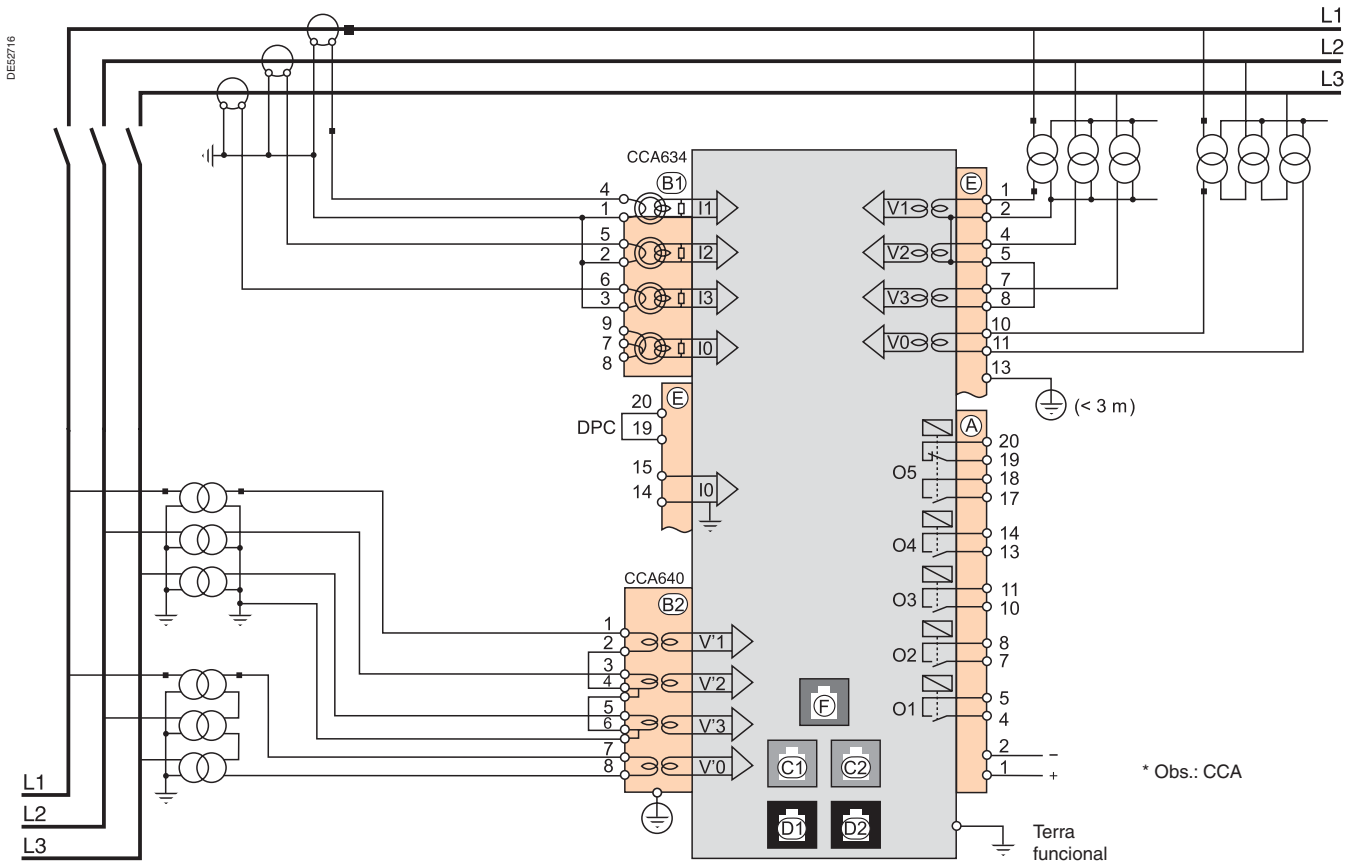 DE52716
L1
L2
L3
CCA634
B1
4
1
5
2
6
3
9
7
8
I1
I2
I3
I0
E
20
DPC
19
15
14
I0
CCA640
B2
1
2
3
4
5
6
7
8
V'1
V'2
V'3
V'0
L1
L2
L3
V1
V2
V3
V0
E
1
2
4
5
7
8
10
11
13
(< 3 m)
A
20
19
O5
18
17
14
O4
13
11
O3
10
8
O2
7
5
O1
4
2 −
1 +
F
C1 C2
D1 D2
* Obs.: CCA
Terra
funcional